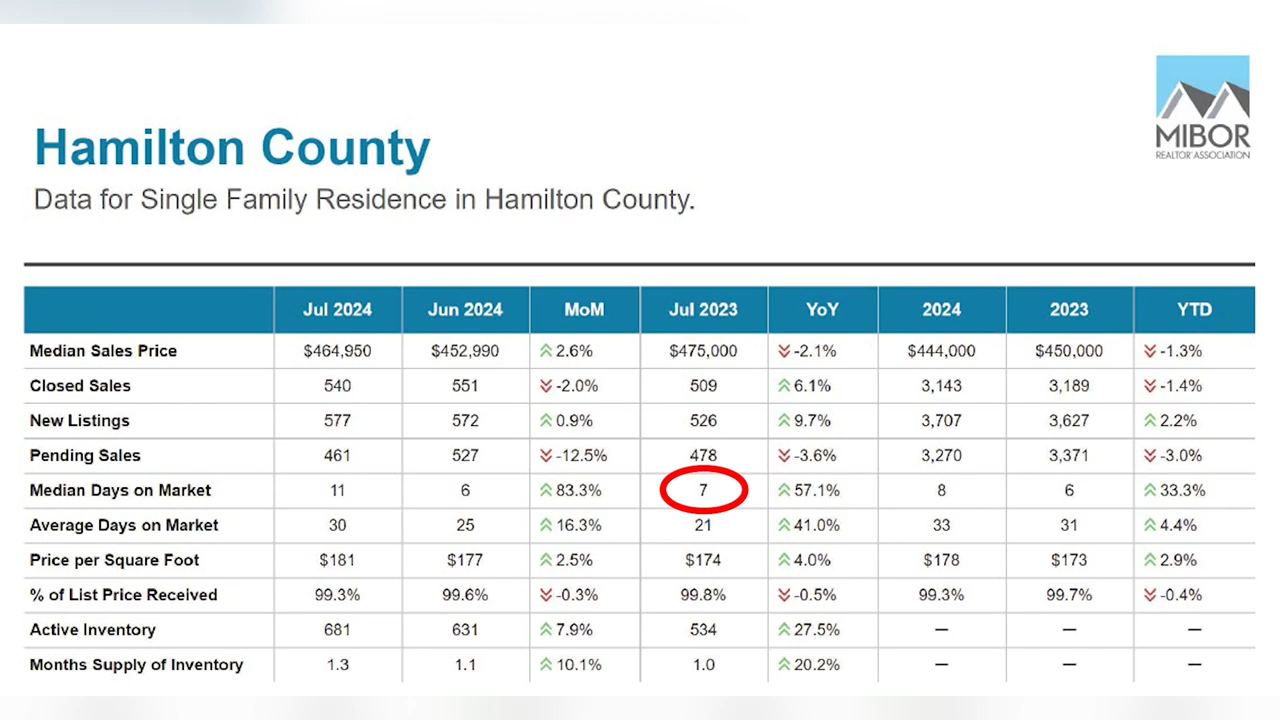 MIBOR
REALTOR® ASSOCIATION
Hamilton County
Data for Single Family Residence in Hamilton County.
Jul 2024 Jun 2024 MoM Jul 2023 YoY 2024 2023 YTD
Median Sales Price $464,950 $452,990 2.6% $475,000 -2.1% $444,000 $450,000 -1.3%
Closed Sales 540 551 -2.0% 509 6.1% 3,143 3,189 -1.4%
New Listings 577 572 0.9% 526 9.7% 3,707 3,627 2.2%
Pending Sales 461 527 -12.5% 478 -3.6% 3,270 3,371 -3.0%
Median Days on Market 11 6 83.3% 7 57.1% 8 6 33.3%
Average Days on Market 30 25 16.3% 21 41.0% 33 31 4.4%
Price per Square Foot $181 $177 2.5% $174 4.0% $178 $173 2.9%
% of List Price Received 99.3% 99.6% -0.3% 99.8% -0.5% 99.3% 99.7% -0.4%
Active Inventory 681 631 7.9% 534 27.5% — — —
Months Supply of Inventory 1.3 1.1 10.1% 1.0 20.2% — — —